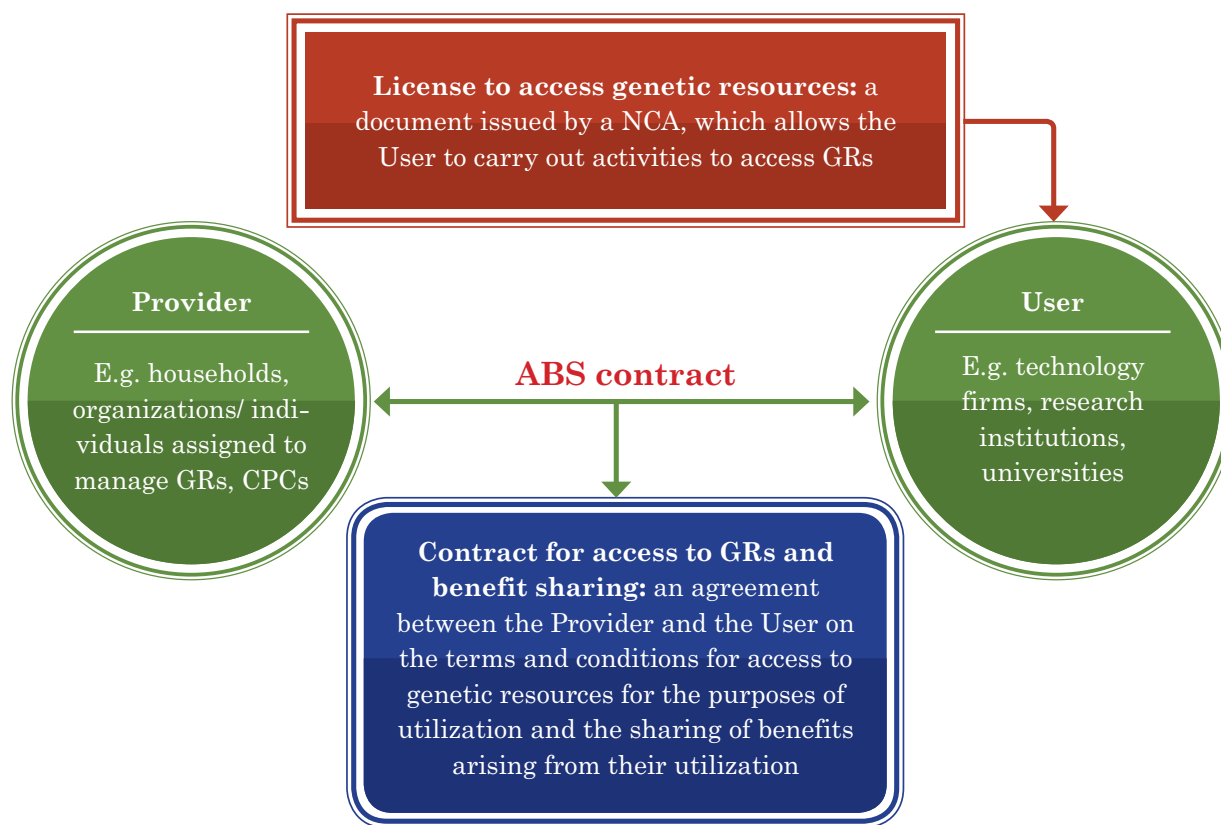 License to access genetic resources: a
document issued by a NCA, which allows the
User to carry out activities to access GRs
Provider
E.g. households,
organizations/ indi-
viduals assigned to
manage GRs, CPCs
ABS contract
User
E.g. technology
firms, research
institutions,
universities
Contract for access to GRs and
benefit sharing: an agreement
between the Provider and the User on
the terms and conditions for access to
genetic resources for the purposes of
utilization and the sharing of benefits
arising from their utilization